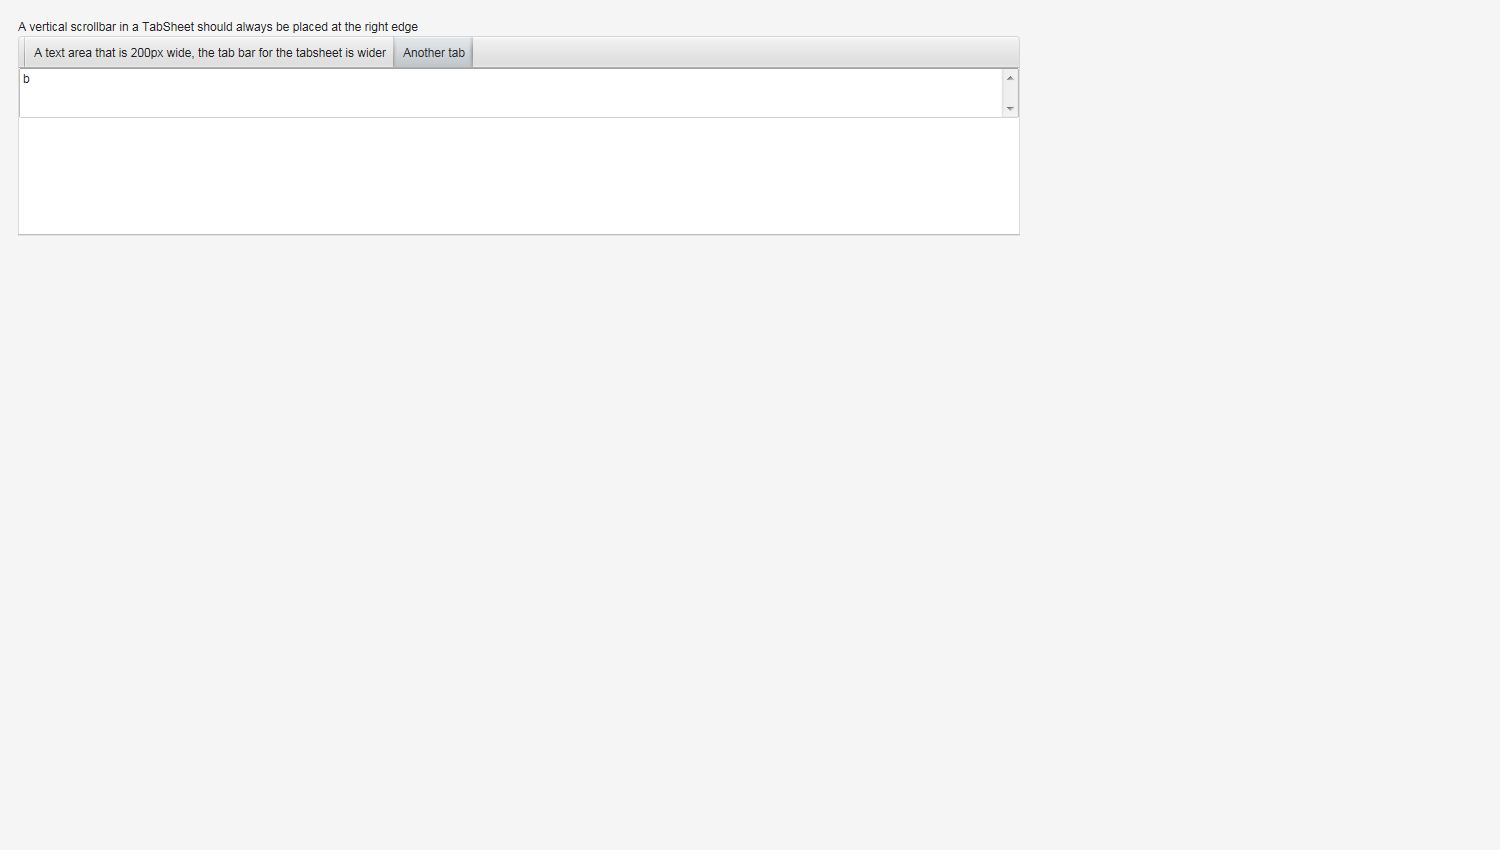 A vertical scrollbar in a TabSheet should always be placed at the right edge
A text area that is 200px wide, the tab bar for the tabsheet is wider Another tab
b